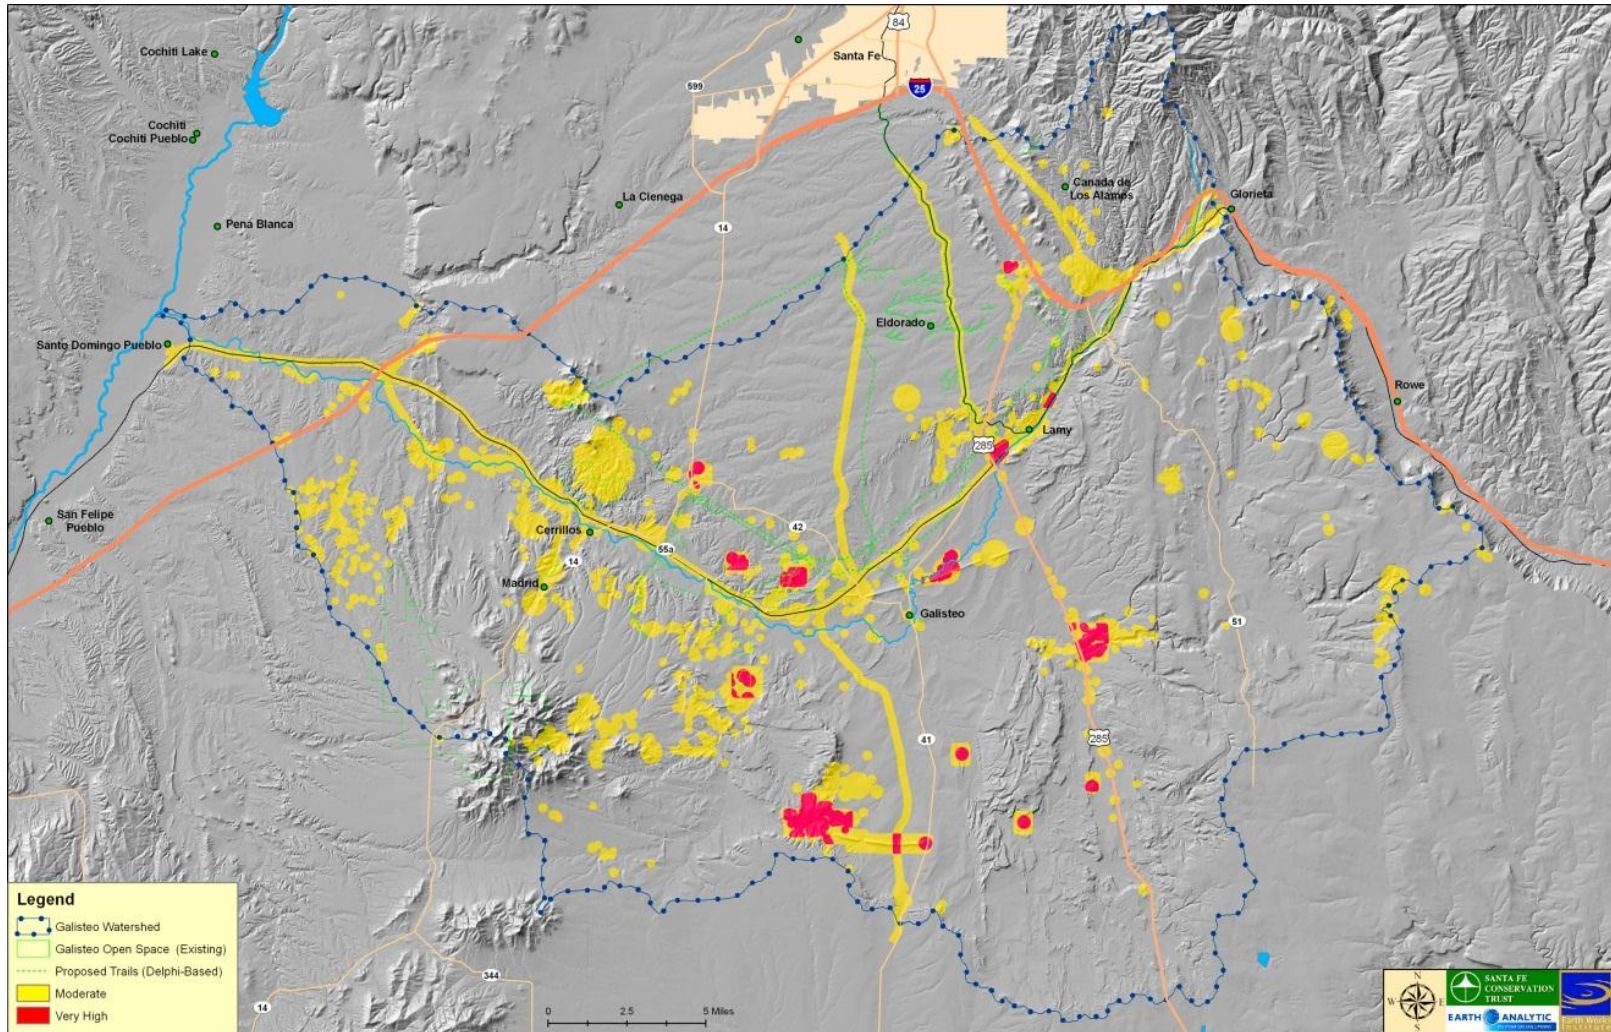 84
Cochiti Lake
Santa Fe
599
25
Cochiti
Cochiti Pueblo
Canada de
Los Alamos
Glorieta
La Cienega
14
Pena Blanca
Eldorado
Santo Domingo Pueblo
Rowe
Lamy
285
San Felipe
Pueblo
42
Cerrillos
55a
14
Madrid
Galisteo
51
41
285
Legend
Galisteo Watershed
Galisteo Open Space (Existing)
Proposed Trails (Delphi-Based)
Moderate
Very High
344
14
0 2.5 5 Miles
N
W E
S
SANTA FE
CONSERVATION
TRUST
EARTH ANALYTIC
Earth Works
Institute